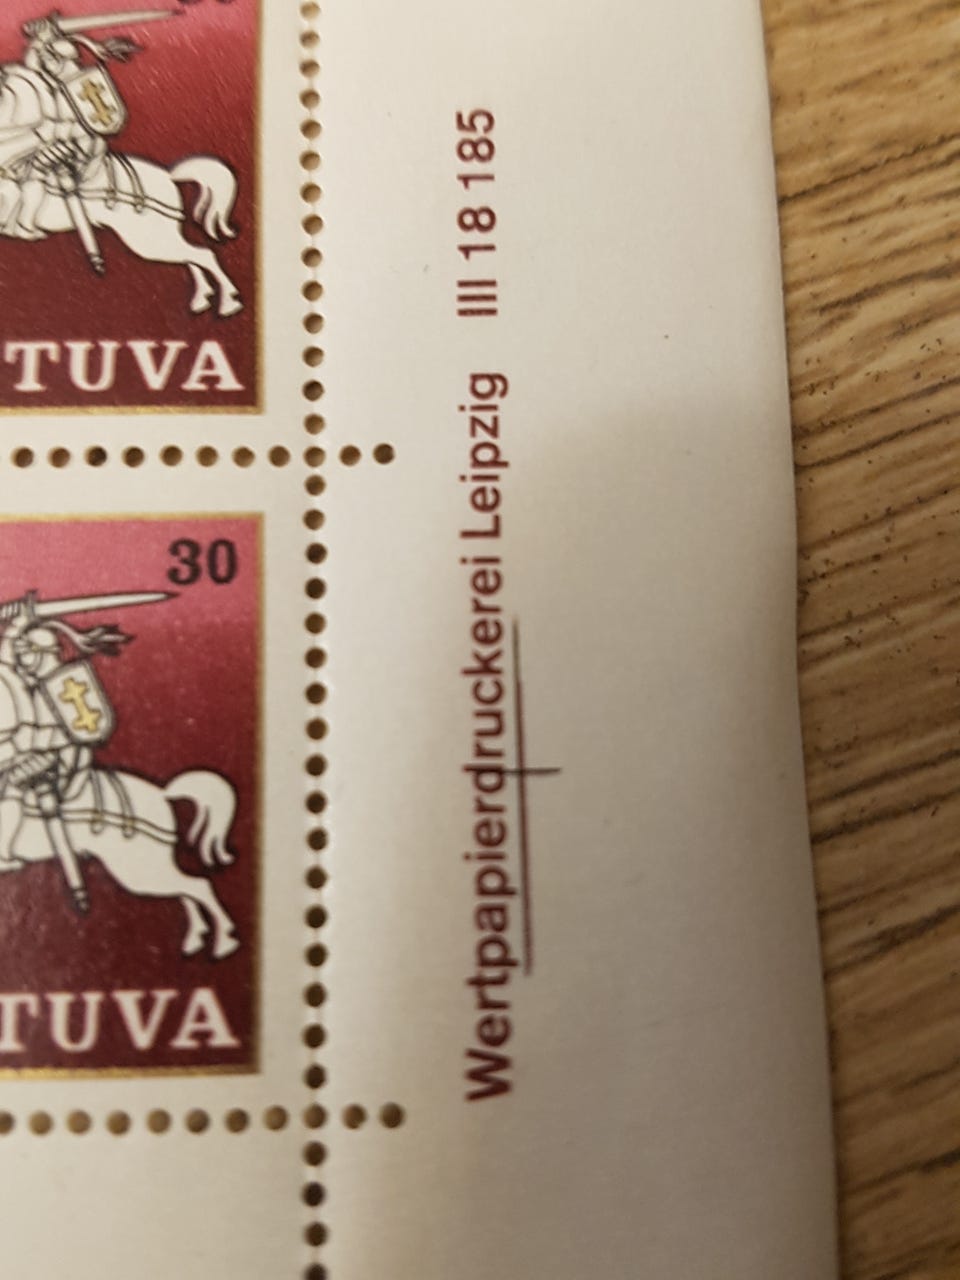 TUVA
30
TUVA
Wertpapierdruckerei Leipzig III 18 185